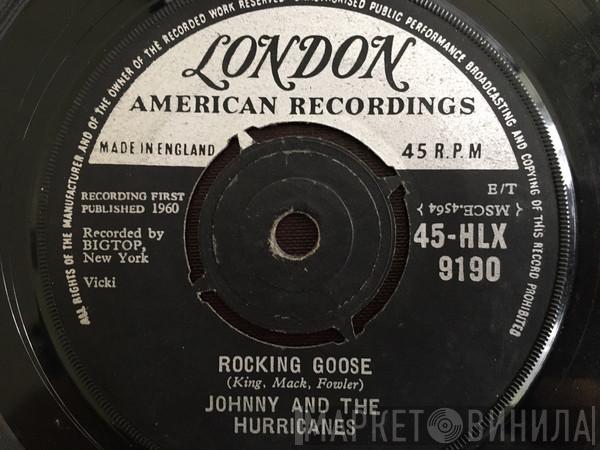 ALL RIGHTS OF THE MANUFACTURER AND OF THE OWNER OF THE RECORDED WORK RESERVED UNAUTHORISED PUBLIC PERFORMANCE BROADCASTING AND COPYING OF THIS RECORD PROHIBITED
LONDON
AMERICAN RECORDINGS
MADE IN ENGLAND
45 R.P.M
RECORDING FIRST
PUBLISHED 1960
E/T
{ MSCE.4564 }
Recorded by
BIGTOP,
New York
45-HLX
9190
Vicki
ROCKING GOOSE
(King, Mack, Fowler)
JOHNNY AND THE
HURRICANES
МАРКЕТ ВИНИЛА